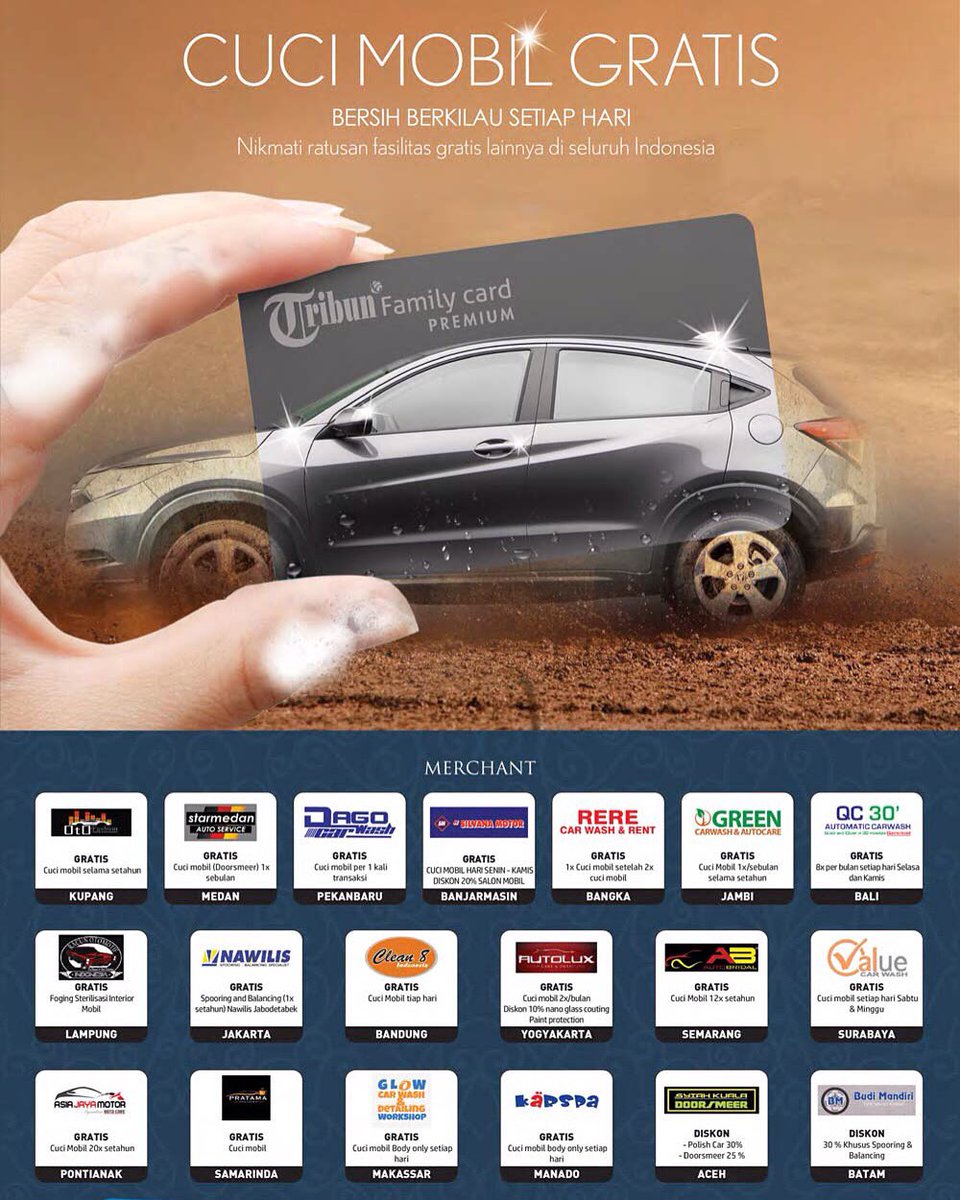 CUCI MOBIL GRATIS
BERSIH BERKILAU SETIAP HARI
Nikmati ratusan fasilitas gratis lainnya di seluruh Indonesia
Tribun Family card
PREMIUM
MERCHANT
OtO
GRATIS
Cuci mobil selama setahun
KUPANG
starmedan
AUTO SERVICE
GRATIS
Cuci mobil (Doorsmeer) 1x
sebulan
MEDAN
DAGO
Car Wash
GRATIS
Cuci mobil per 1 kali
transaksi
PEKANBARU
SILVANA MOTOR
GRATIS
CUCI MOBIL HARI SENIN - KAMIS
DISKON 20% SALON MOBIL
BANJARMASIN
RERE
CAR WASH & RENT
GRATIS
1x Cuci mobil setelah 2x
cuci mobil
BANGKA
GREEN
CARWASH & AUTOCARE
GRATIS
Cuci Mobil 1x/sebulan
selama setahun
JAMBI
QC 30'
AUTOMATIC CARWASH
GRATIS
8x per bulan setiap hari Selasa
dan Kamis
BALI
INDONESIA
GRATIS
Foging Sterilisasi Interior
Mobil
LAMPUNG
NAWILIS
SPOORING - BALANCING SPECIALIST
GRATIS
Spooring and Balancing (1x
setahun) Nawilis Jabodetabek
JAKARTA
Clean 8
Indonesia
GRATIS
Cuci Mobil tiap hari
BANDUNG
AUTOLUX
GRATIS
Cuci mobil 2x/bulan
Diskon 10% nano glass couting
Paint protection
YOGYAKARTA
AB
AUTOBRIDAL
GRATIS
Cuci Mobil 12x setahun
SEMARANG
Value
CAR WASH
GRATIS
Cuci mobil setiap hari Sabtu
& Minggu
SURABAYA
ASIA JAYA MOTOR
GRATIS
Cuci Mobil 20x setahun
PONTIANAK
PRATAMA
GRATIS
Cuci mobil
SAMARINDA
GLOW
CAR WASH
&
DETAILING
WORKSHOP
GRATIS
Cuci mobil Body only setiap
hari
MAKASSAR
kärspa
GRATIS
Cuci mobil body only setiap
hari
MANADO
SYIAH KUALA
DOORSMEER
DISKON
- Polish Car 30%
- Doorsmeer 25 %
ACEH
BM
Budi Mandiri
DISKON
30 % Khusus Spooring &
Balancing
BATAM